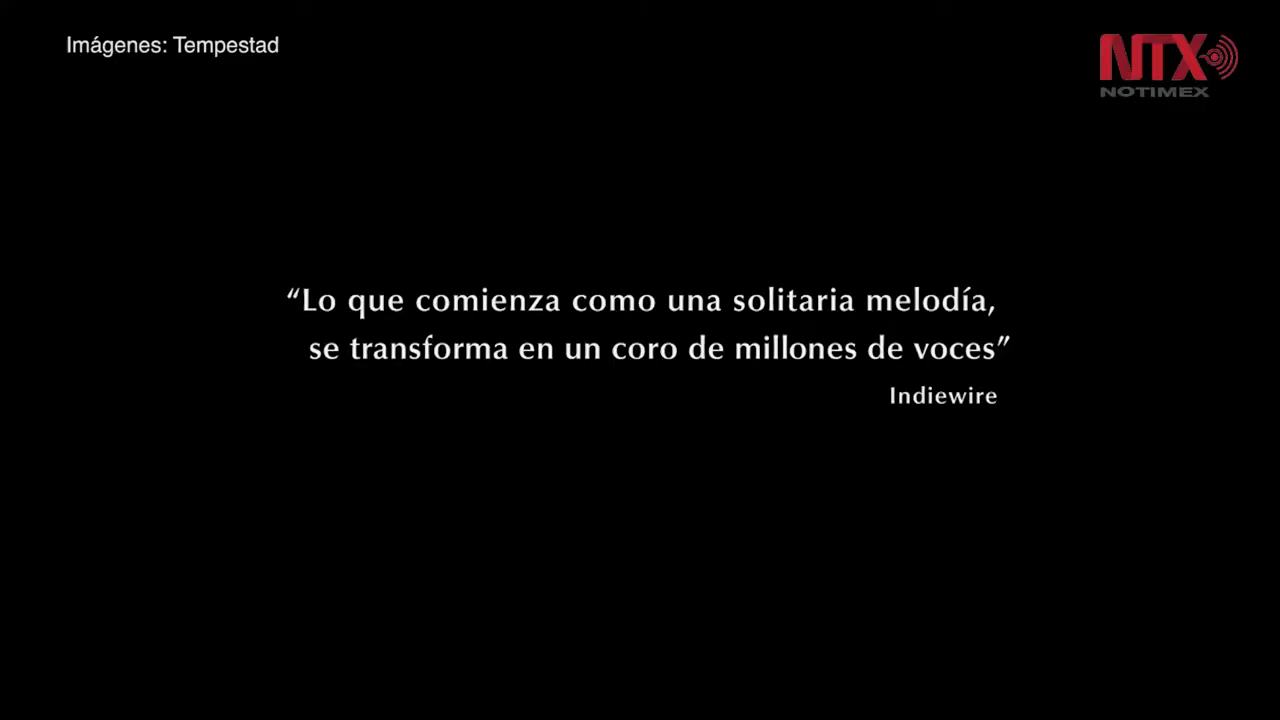 Imágenes: Tempestad
NTX
NOTIMEX
“Lo que comienza como una solitaria melodía,
se transforma en un coro de millones de voces”
Indiewire